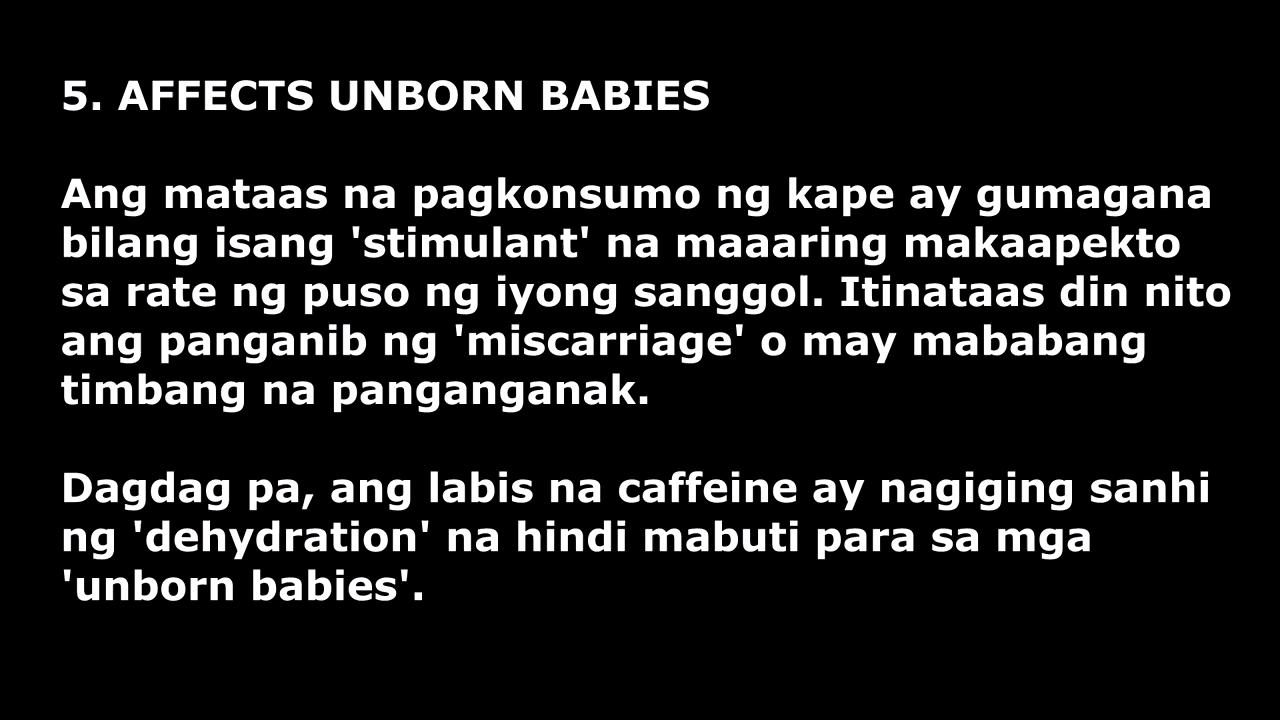 5. AFFECTS UNBORN BABIES
Ang mataas na pagkonsumo ng kape ay gumagana
bilang isang 'stimulant' na maaaring makaapekto
sa rate ng puso ng iyong sanggol. Itinataas din nito
ang panganib ng 'miscarriage' o may mababang
timbang na panganganak.
Dagdag pa, ang labis na caffeine ay nagiging sanhi
ng 'dehydration' na hindi mabuti para sa mga
'unborn babies'.